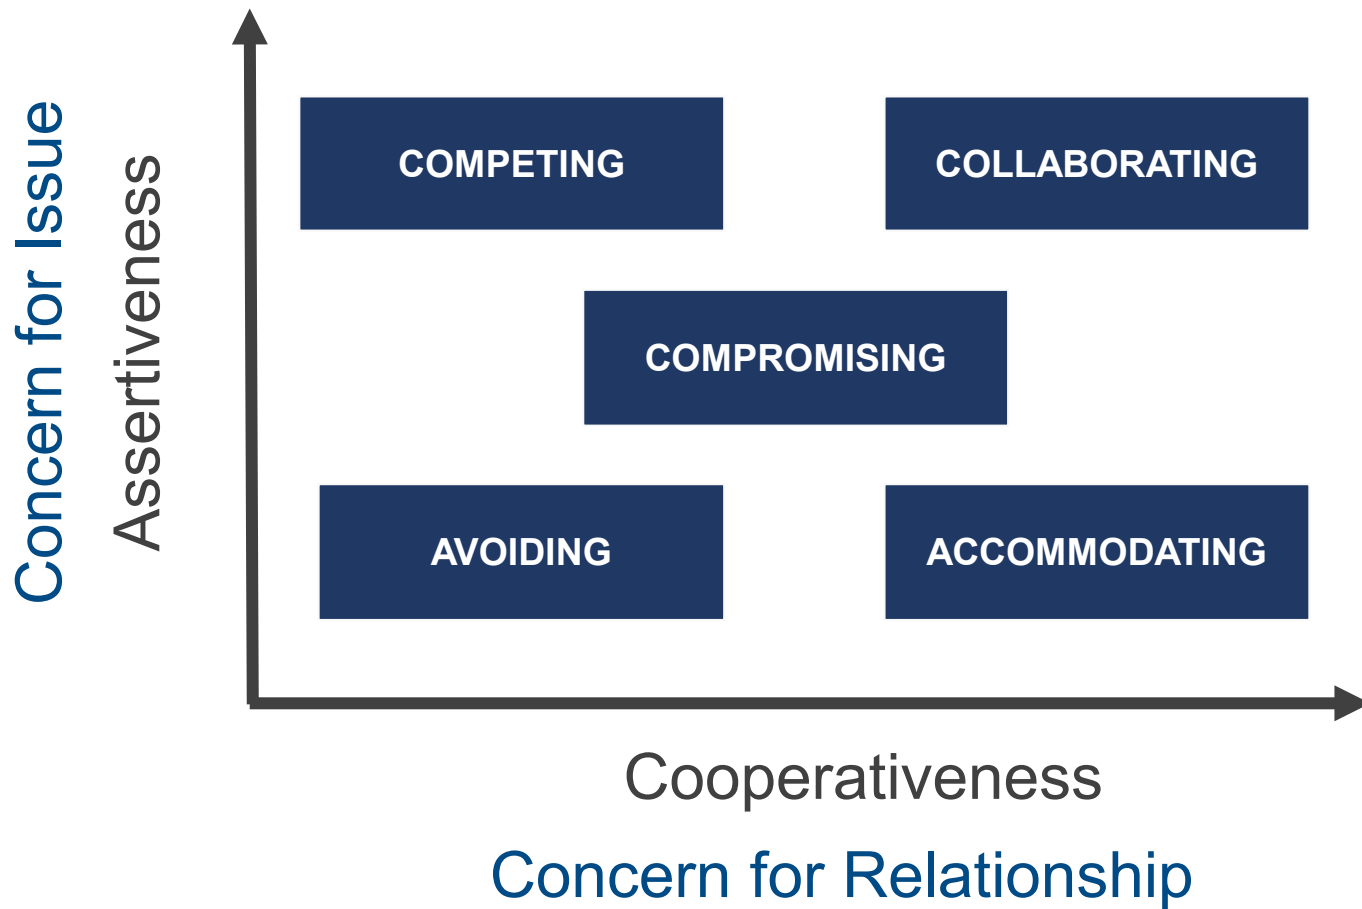 Concern for Issue
Assertiveness
COMPETING
COLLABORATING
COMPROMISING
AVOIDING
ACCOMMODATING
Cooperativeness
Concern for Relationship